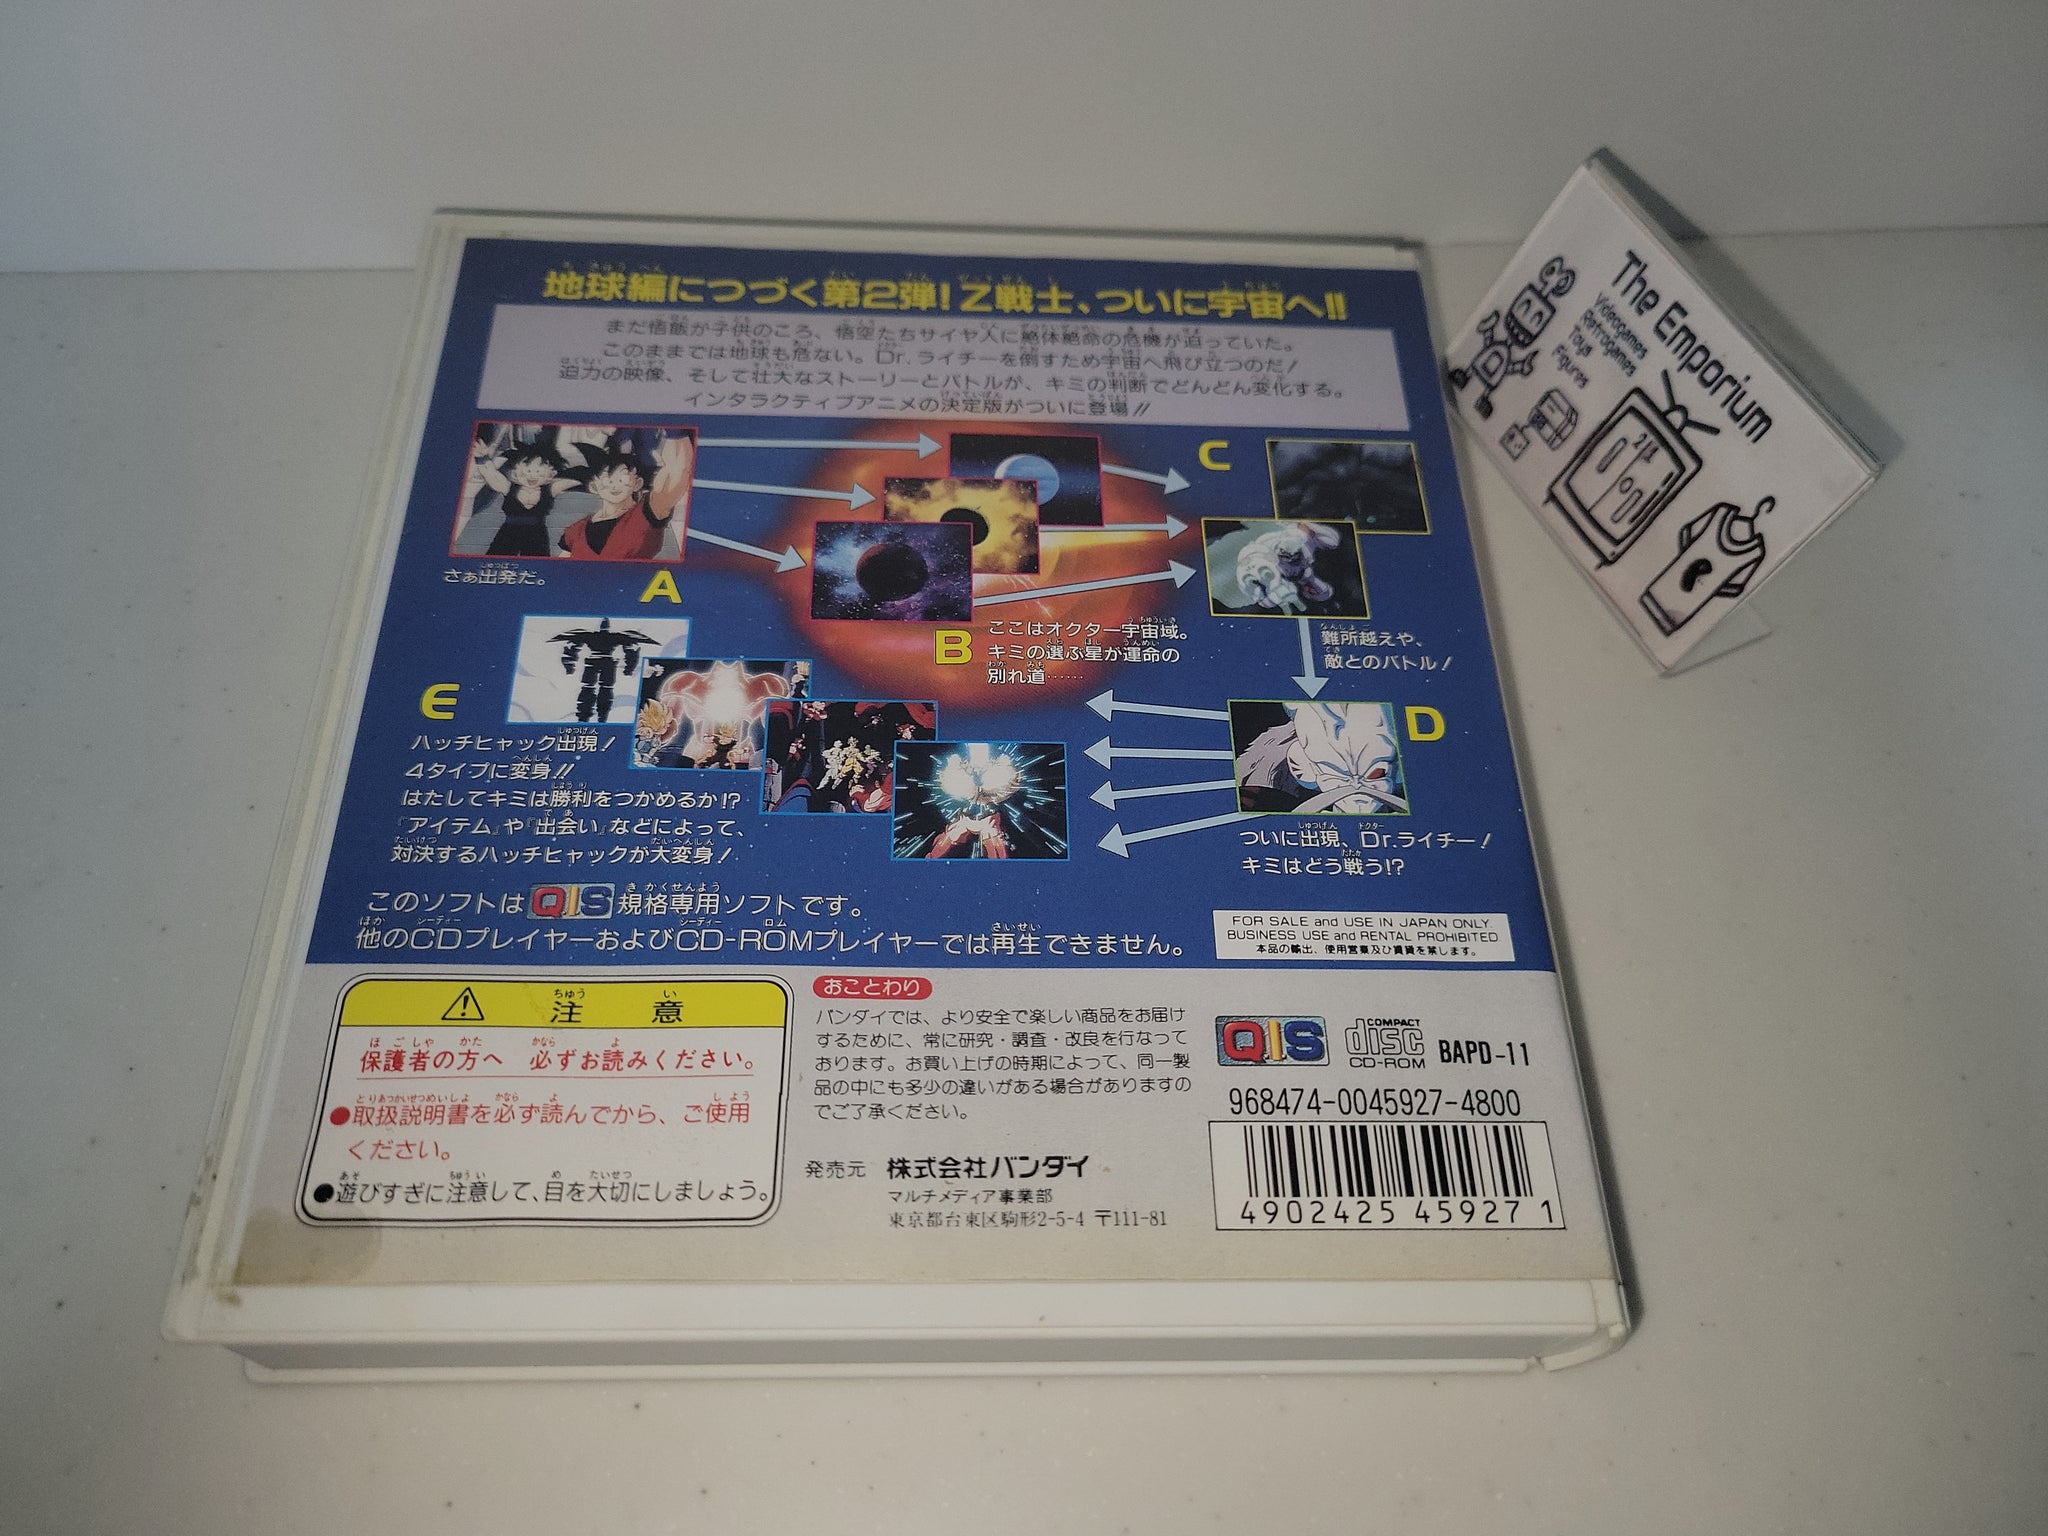 地球編につづく第2弾!Z戦士、ついに宇宙へ!!
まだ悟飯が子供のころ、悟空たちサイヤ人に絶体絶命の危機が迫っていた。
このままでは地球も危ない。Dr.ライチーを倒すため宇宙へ飛び立つのだ!
迫力の映像、そして壮大なストーリーとバトルが、キミの判断でどんどん変化する。
インタラクティブアニメの決定版がついに登場!!
さぁ出発だ。
A
B
ここはオクター宇宙域。
キミの選ぶ星が運命の
別れ道……
C
難所越えや、
敵とのバトル!
D
ついに出現、Dr.ライチー!
キミはどう戦う!?
E
ハッチヒャック出現!
4タイプに変身!!
はたしてキミは勝利をつかめるか!?
『アイテム』や『出会い』などによって、
対決するハッチヒャックが大変身!
このソフトは QIS 規格専用ソフトです。
他のCDプレイヤーおよびCD-ROMプレイヤーでは再生できません。
FOR SALE and USE IN JAPAN ONLY.
BUSINESS USE and RENTAL PROHIBITED
本品の輸出、使用営業及び賃貸を禁じます。
注意
保護者の方へ 必ずお読みください。
●取扱説明書を必ず読んでから、ご使用
ください。
●遊びすぎに注意して、目を大切にしましょう。
おことわり
バンダイでは、より安全で楽しい商品をお届け
するために、常に研究・調査・改良を行なって
おります。お買い上げの時期によって、同一製
品の中にも多少の違いがある場合がありますの
でご了承ください。
発売元 株式会社バンダイ
マルチメディア事業部
東京都台東区駒形2-5-4 〒111-81
QIS COMPACT disc CD-ROM BAPD-11
968474-0045927-4800
4902425 459271
The Emporium
Videogames
Retrogames
Toys
Figures